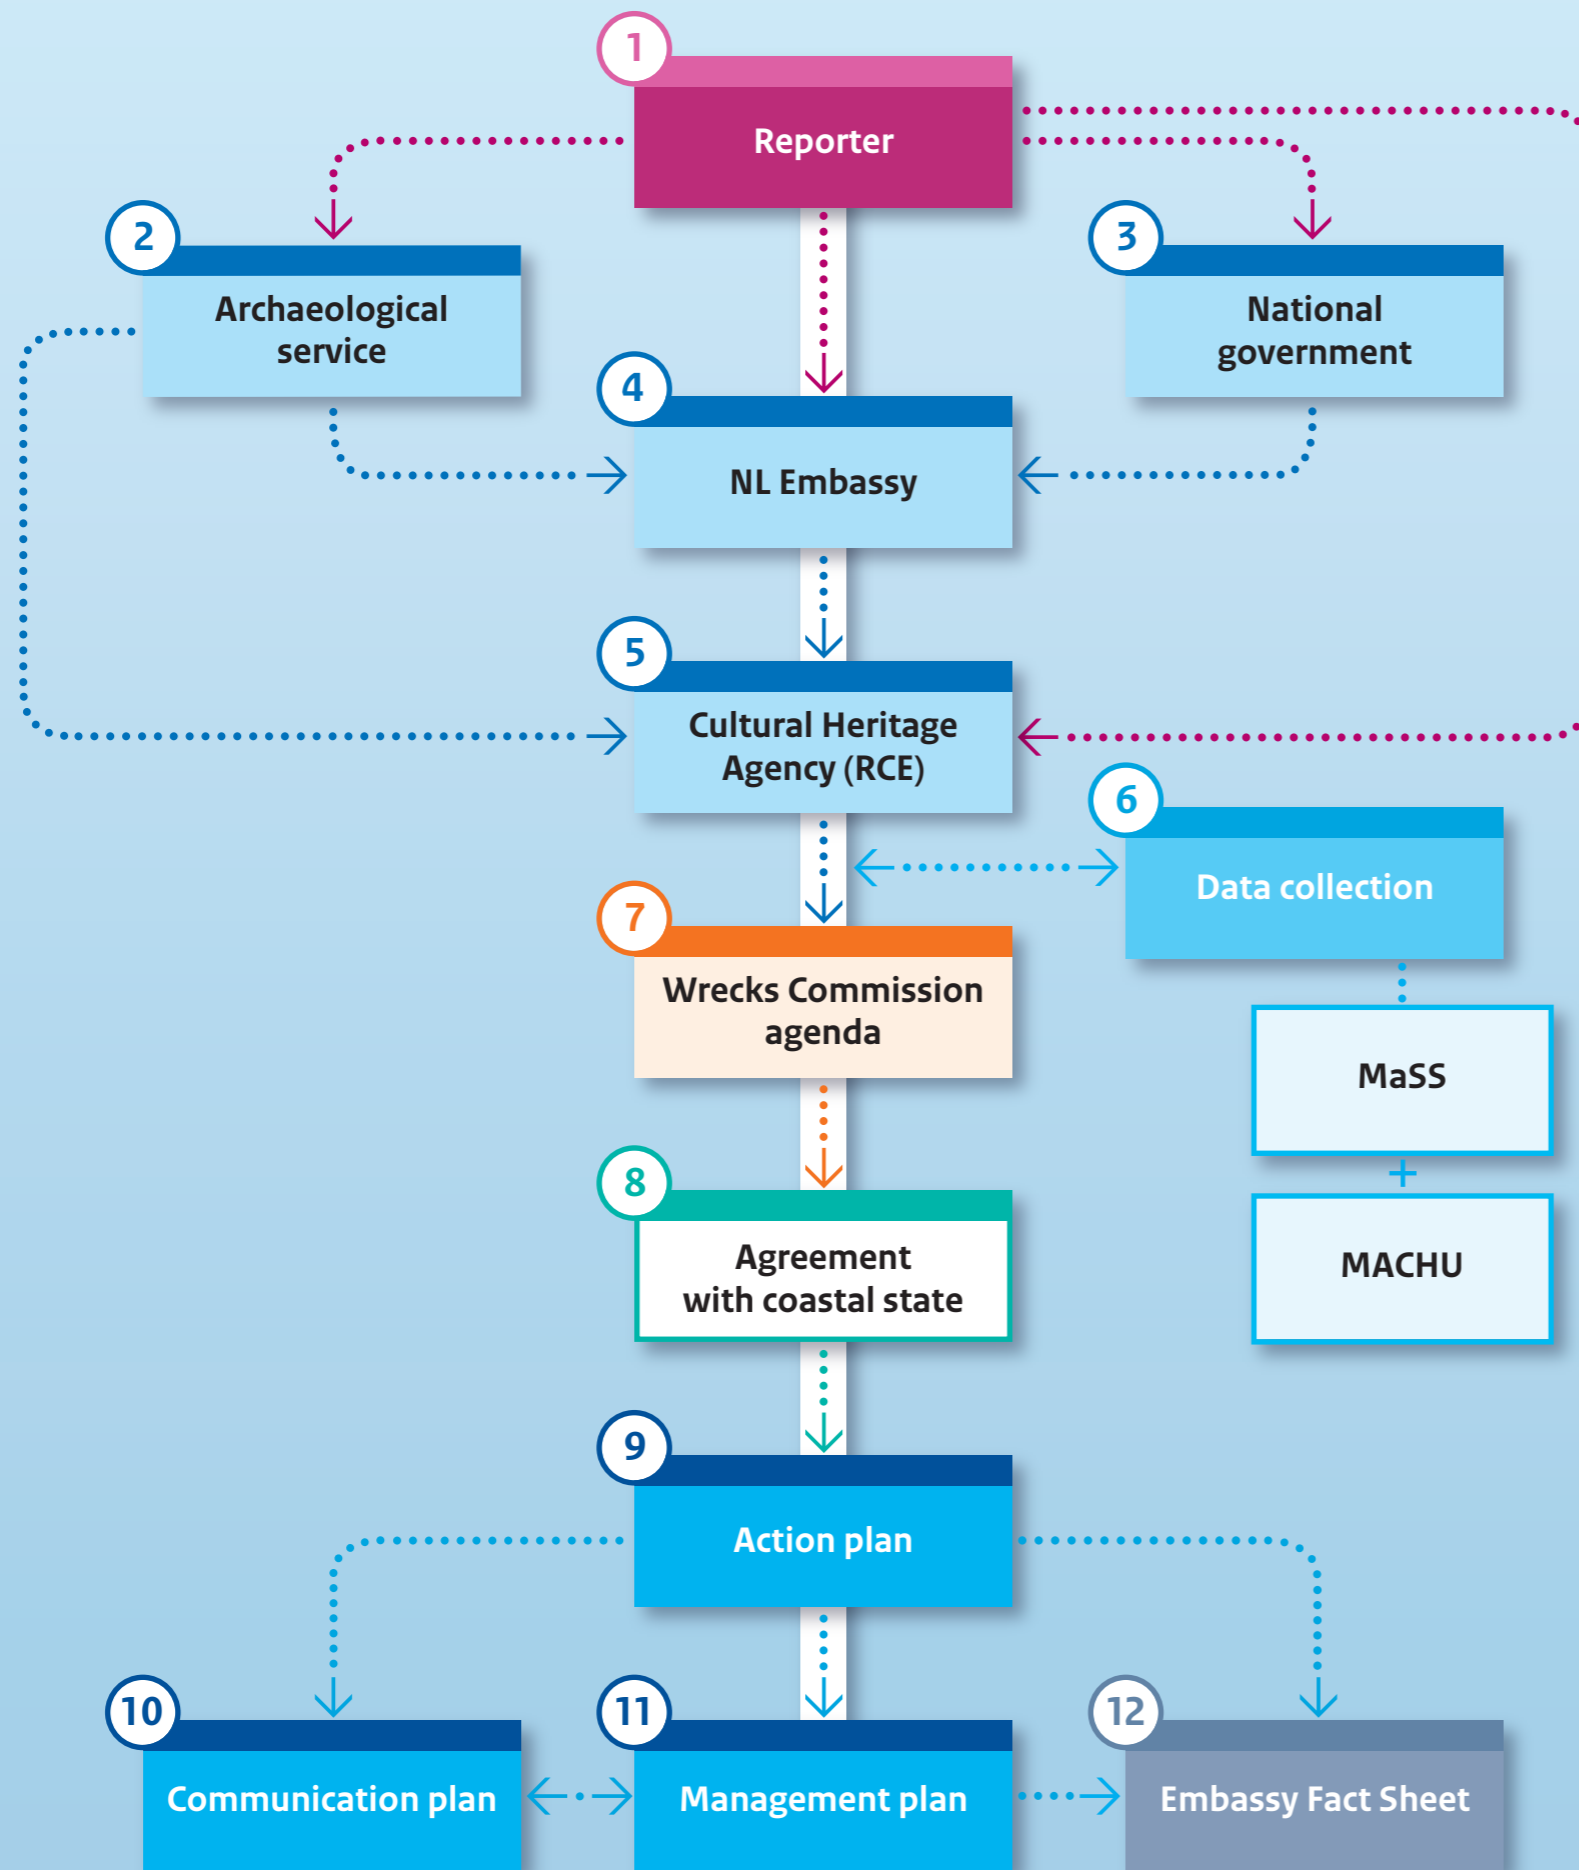 1
Reporter
2
Archaeological
service
3
National
government
4
NL Embassy
5
Cultural Heritage
Agency (RCE)
6
Data collection
7
Wrecks Commission
agenda
MaSS
+
8
Agreement
with coastal state
MACHU
9
Action plan
10
Communication plan
11
Management plan
12
Embassy Fact Sheet